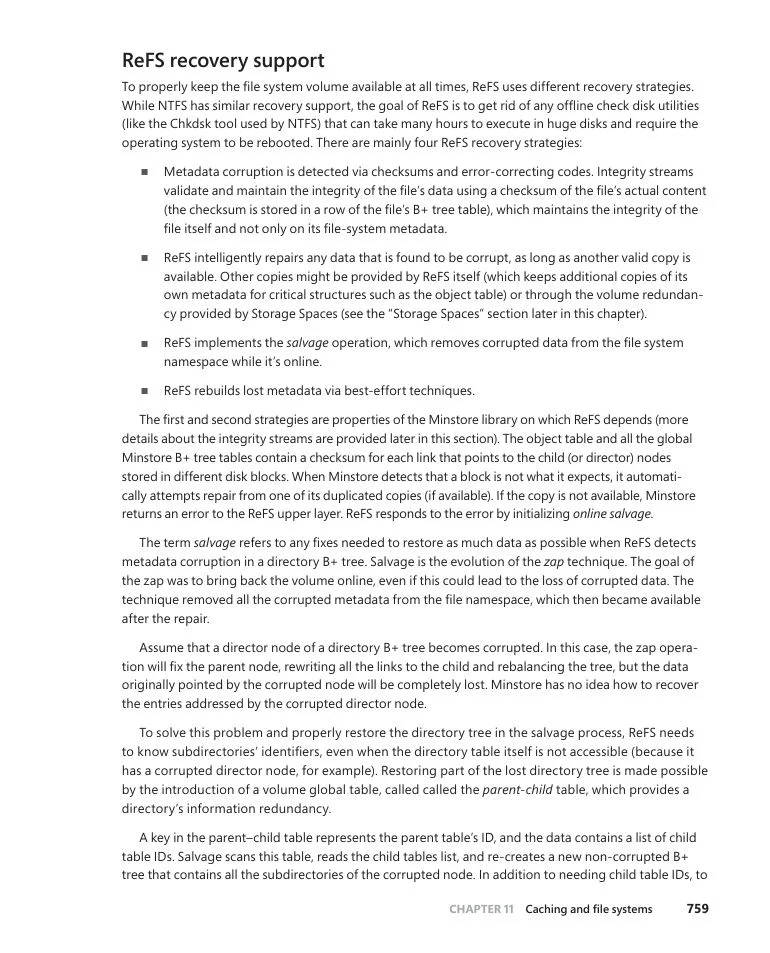 ReFS recovery support
To properly keep the file system volume available at all times, ReFS uses different recovery strategies.
While NTFS has similar recovery support, the goal of ReFS is to get rid of any offline check disk utilities
(like the Chkdsk tool used by NTFS) that can take many hours to execute in huge disks and require the
operating system to be rebooted. There are mainly four ReFS recovery strategies:
■ Metadata corruption is detected via checksums and error-correcting codes. Integrity streams
validate and maintain the integrity of the file’s data using a checksum of the file’s actual content
(the checksum is stored in a row of the file’s B+ tree table), which maintains the integrity of the
file itself and not only on its file-system metadata.
■ ReFS intelligently repairs any data that is found to be corrupt, as long as another valid copy is
available. Other copies might be provided by ReFS itself (which keeps additional copies of its
own metadata for critical structures such as the object table) or through the volume redundan-
cy provided by Storage Spaces (see the “Storage Spaces” section later in this chapter).
■ ReFS implements the salvage operation, which removes corrupted data from the file system
namespace while it’s online.
■ ReFS rebuilds lost metadata via best-effort techniques.
The first and second strategies are properties of the Minstore library on which ReFS depends (more
details about the integrity streams are provided later in this section). The object table and all the global
Minstore B+ tree tables contain a checksum for each link that points to the child (or director) nodes
stored in different disk blocks. When Minstore detects that a block is not what it expects, it automati-
cally attempts repair from one of its duplicated copies (if available). If the copy is not available, Minstore
returns an error to the ReFS upper layer. ReFS responds to the error by initializing online salvage.
The term salvage refers to any fixes needed to restore as much data as possible when ReFS detects
metadata corruption in a directory B+ tree. Salvage is the evolution of the zap technique. The goal of
the zap was to bring back the volume online, even if this could lead to the loss of corrupted data. The
technique removed all the corrupted metadata from the file namespace, which then became available
after the repair.
Assume that a director node of a directory B+ tree becomes corrupted. In this case, the zap opera-
tion will fix the parent node, rewriting all the links to the child and rebalancing the tree, but the data
originally pointed by the corrupted node will be completely lost. Minstore has no idea how to recover
the entries addressed by the corrupted director node.
To solve this problem and properly restore the directory tree in the salvage process, ReFS needs
to know subdirectories’ identifiers, even when the directory table itself is not accessible (because it
has a corrupted director node, for example). Restoring part of the lost directory tree is made possible
by the introduction of a volume global table, called called the parent-child table, which provides a
directory’s information redundancy.
A key in the parent–child table represents the parent table’s ID, and the data contains a list of child
table IDs. Salvage scans this table, reads the child tables list, and re-creates a new non-corrupted B+
tree that contains all the subdirectories of the corrupted node. In addition to needing child table IDs, to
CHAPTER 11 Caching and file systems 759